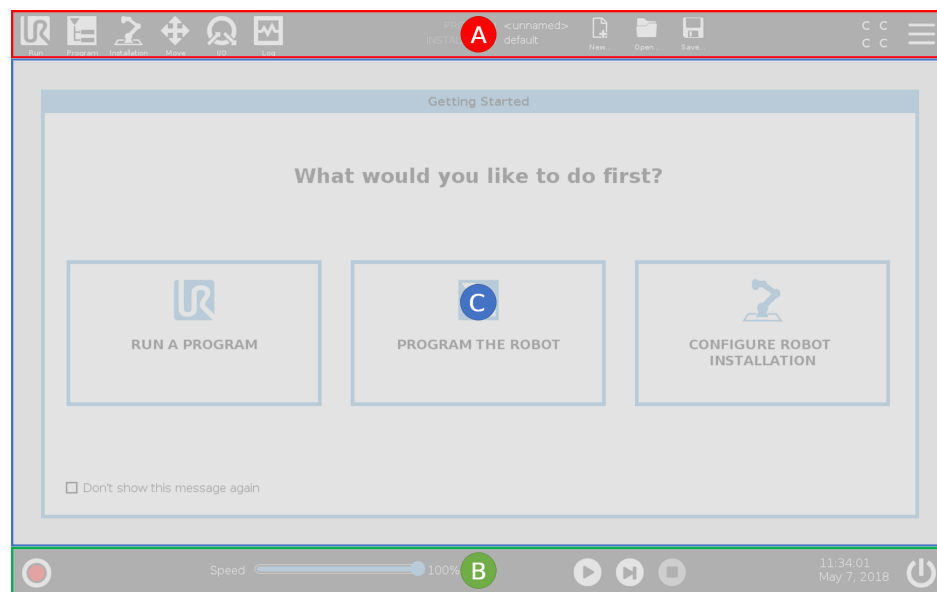 <unnamed>
default
A
C C
C C
Run
Program
Installation
Move
I/O
Log
New...
Open...
Save...
Getting Started
What would you like to do first?
C
RUN A PROGRAM
PROGRAM THE ROBOT
CONFIGURE ROBOT
INSTALLATION
Don't show this message again
Speed
100%
B
11:34:01
May 7, 2018